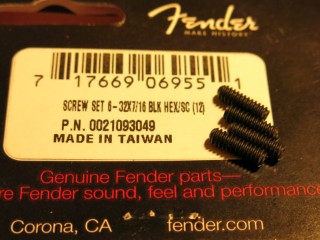 Fender
MAKE HISTORY
7 17669 06955 1
SCREW SET 6-32X7/16 BLK HEX/SC (12)
P.N. 0021093049
MADE IN TAIWAN
Genuine Fender parts—
re Fender sound, feel and performance
Corona, CA fender.com